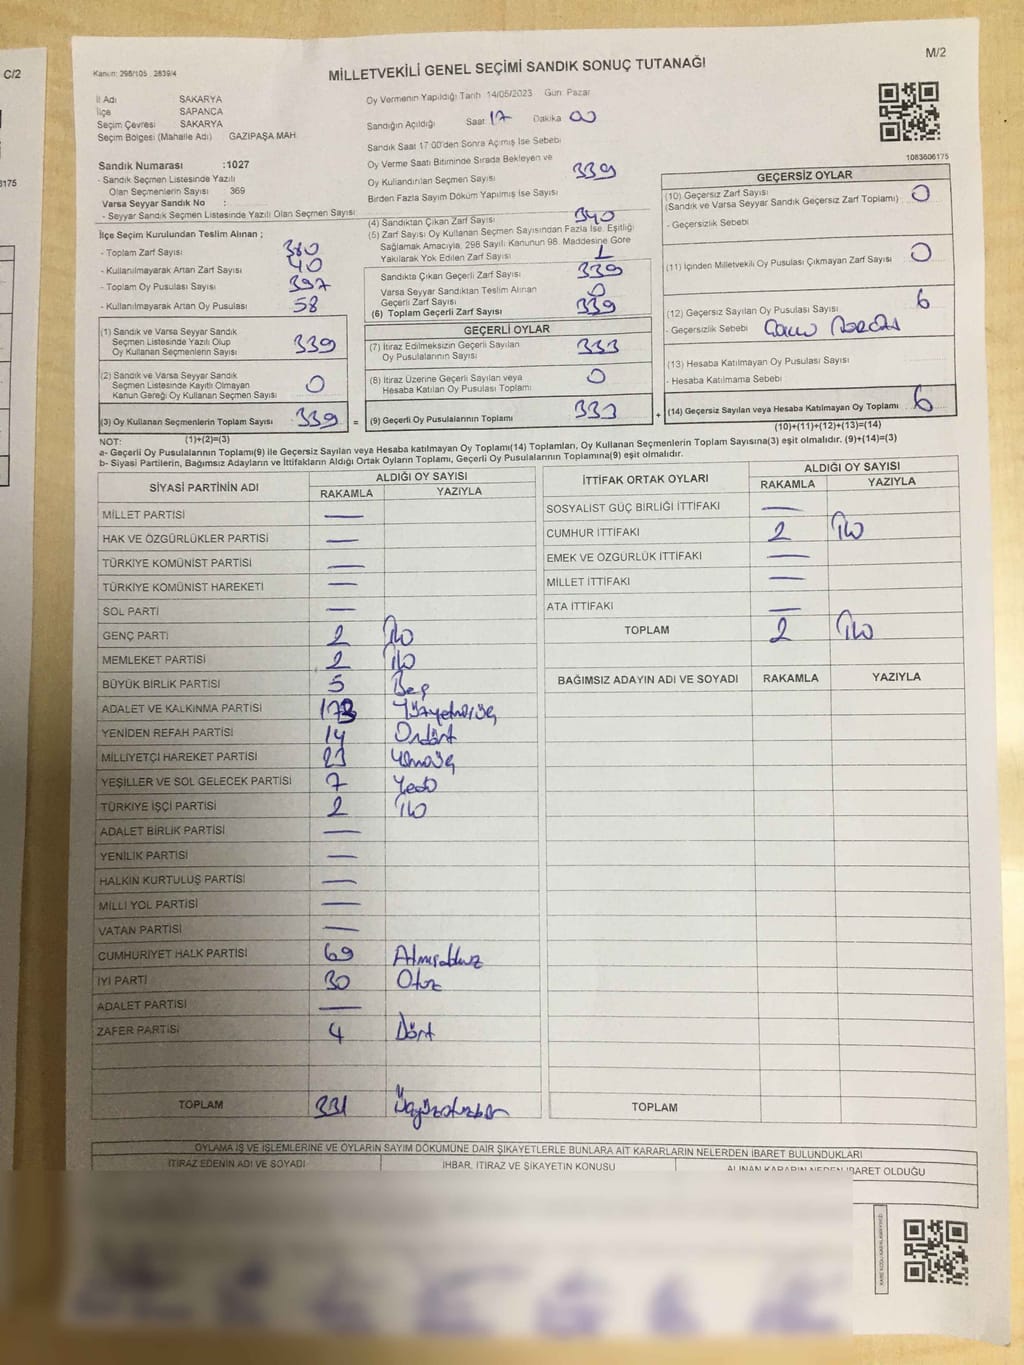 C/2
3175
M/2
Kanun: 298/105 , 2839/4
MİLLETVEKİLİ GENEL SEÇİMİ SANDIK SONUÇ TUTANAĞI
İl Adı SAKARYA
İlçe SAPANCA
Seçim Çevresi SAKARYA
Seçim Bölgesi (Mahalle Adı) GAZİPAŞA MAH.
Sandık Numarası :1027
- Sandık Seçmen Listesinde Yazılı
Olan Seçmenlerin Sayısı 369
Varsa Seyyar Sandık No :
- Seyyar Sandık Seçmen Listesinde Yazılı Olan Seçmen Sayısı
İlçe Seçim Kurulundan Teslim Alınan ;
- Toplam Zarf Sayısı 380
- Kullanılmayarak Artan Zarf Sayısı 40
- Toplam Oy Pusulası Sayısı 397
- Kullanılmayarak Artan Oy Pusulası 58
(1) Sandık ve Varsa Seyyar Sandık
Seçmen Listesinde Yazılı Olup
Oy Kullanan Seçmenlerin Sayısı 339
(2) Sandık ve Varsa Seyyar Sandık
Seçmen Listesinde Kayıtlı Olmayan
Kanun Gereği Oy Kullanan Seçmen Sayısı 0
(3) Oy Kullanan Seçmenlerin Toplam Sayısı 339 =
Oy Vermenin Yapıldığı Tarih 14/05/2023 Gün: Pazar
Sandığın Açıldığı Saat 17 Dakika 00
Sandık Saat 17:00'den Sonra Açmış İse Sebebi
Oy Verme Saati Bitiminde Sırada Bekleyen ve
Oy Kullandırılan Seçmen Sayısı 339
Birden Fazla Sayım Döküm Yapılmış İse Sayısı
(4) Sandıktan Çıkan Zarf Sayısı 340
(5) Zarf Sayısı Oy Kullanan Seçmen Sayısından Fazla İse, Eşitliği
Sağlamak Amacıyla, 298 Sayılı Kanunun 98. Maddesine Göre
Yakılarak Yok Edilen Zarf Sayısı 1
Sandıkta Çıkan Geçerli Zarf Sayısı 339
Varsa Seyyar Sandıktan Teslim Alınan
Geçerli Zarf Sayısı 0
(6) Toplam Geçerli Zarf Sayısı 339
GEÇERLİ OYLAR
(7) İtiraz Edilmeksizin Geçerli Sayılan
Oy Pusulalarının Sayısı 333
(8) İtiraz Üzerine Geçerli Sayılan veya
Hesaba Katılan Oy Pusulası Toplamı 0
(9) Geçerli Oy Pusulalarının Toplamı 333 +
1083606175
GEÇERSİZ OYLAR
(10) Geçersiz Zarf Sayısı 0
(Sandık ve Varsa Seyyar Sandık Geçersiz Zarf Toplamı)
- Geçersizlik Sebebi
(11) İçinden Milletvekili Oy Pusulası Çıkmayan Zarf Sayısı 0
(12) Geçersiz Sayılan Oy Pusulası Sayısı 6
- Geçersizlik Sebebi
(13) Hesaba Katılmayan Oy Pusulası Sayısı
- Hesaba Katılmama Sebebi
(14) Geçersiz Sayılan veya Hesaba Katılmayan Oy Toplamı 6
(10)+(11)+(12)+(13)=(14)
NOT: (1)+(2)=(3)
a- Geçerli Oy Pusulalarının Toplamı(9) ile Geçersiz Sayılan veya Hesaba katılmayan Oy Toplamı(14) Toplamları, Oy Kullanan Seçmenlerin Toplam Sayısına(3) eşit olmalıdır. (9)+(14)=(3)
b- Siyasi Partilerin, Bağımsız Adayların ve İttifakların Aldığı Ortak Oyların Toplamı, Geçerli Oy Pusulalarının Toplamına(9) eşit olmalıdır.
SİYASİ PARTİNİN ADI ALDIĞI OY SAYISI
RAKAMLA YAZIYLA
MİLLET PARTİSİ —
HAK VE ÖZGÜRLÜKLER PARTİSİ —
TÜRKİYE KOMÜNİST PARTİSİ —
TÜRKİYE KOMÜNİST HAREKETİ —
SOL PARTİ —
GENÇ PARTİ 2 İki
MEMLEKET PARTİSİ 2 İki
BÜYÜK BİRLİK PARTİSİ 5 Beş
ADALET VE KALKINMA PARTİSİ 173 Yüzyetmişüç
YENİDEN REFAH PARTİSİ 14 Ondört
MİLLİYETÇİ HAREKET PARTİSİ 23 Yirmiüç
YEŞİLLER VE SOL GELECEK PARTİSİ 7 Yedi
TÜRKİYE İŞÇİ PARTİSİ 2 İki
ADALET BİRLİK PARTİSİ —
YENİLİK PARTİSİ —
HALKIN KURTULUŞ PARTİSİ —
MİLLİ YOL PARTİSİ —
VATAN PARTİSİ —
CUMHURİYET HALK PARTİSİ 69 Atmışdokuz
İYİ PARTİ 30 Otuz
ADALET PARTİSİ —
ZAFER PARTİSİ 4 Dört
TOPLAM 331 Üçyüzotuzbir
İTTİFAK ORTAK OYLARI ALDIĞI OY SAYISI
RAKAMLA YAZIYLA
SOSYALİST GÜÇ BİRLİĞİ İTTİFAKI —
CUMHUR İTTİFAKI 2 İki
EMEK VE ÖZGÜRLÜK İTTİFAKI —
MİLLET İTTİFAKI —
ATA İTTİFAKI —
TOPLAM 2 İki
BAĞIMSIZ ADAYIN ADI VE SOYADI RAKAMLA YAZIYLA
TOPLAM
OYLAMA İŞ VE İŞLEMLERİNE VE OYLARIN SAYIM DÖKÜMÜNE DAİR ŞİKAYETLERLE BUNLARA AİT KARARLARIN NELERDEN İBARET BULUNDUKLARI
İTİRAZ EDENİN ADI VE SOYADI İHBAR, İTİRAZ VE ŞİKAYETİN KONUSU ALINAN KARARIN NEDEN İBARET OLDUĞU